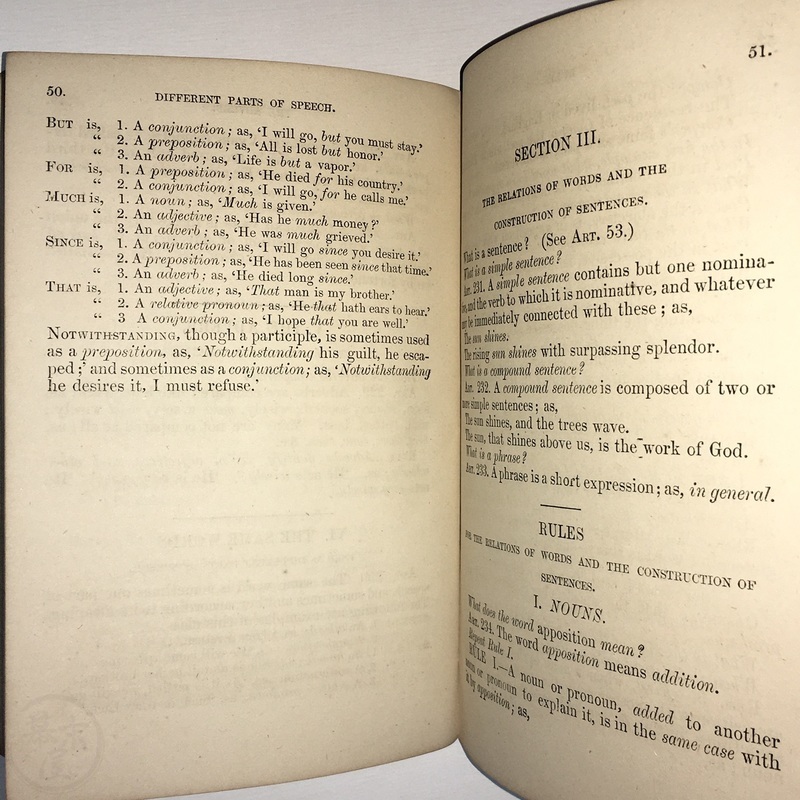 50.
DIFFERENT PARTS OF SPEECH.
BUT is, 1. A conjunction; as, ‘I will go, but you must stay.’
“ 2. A preposition; as, ‘All is lost but honor.’
“ 3. An adverb; as, ‘Life is but a vapor.’
FOR is, 1. A preposition; as, ‘He died for his country.’
“ 2. A conjunction; as, ‘I will go, for he calls me.’
MUCH is, 1. A noun; as, ‘Much is given.’
“ 2. An adjective; as, ‘Has he much money?’
“ 3. An adverb; as, ‘He was much grieved.’
SINCE is, 1. A conjunction; as, ‘I will go since you desire it.’
“ 2. A preposition; as, ‘He has been seen since that time.’
“ 3. An adverb; as, ‘He died long since.’
THAT is, 1. An adjective; as, ‘That man is my brother.’
“ 2. A relative pronoun; as, ‘He that hath ears to hear.’
“ 3 A conjunction; as, ‘I hope that you are well.’
NOTWITHSTANDING, though a participle, is sometimes used
as a preposition, as, ‘Notwithstanding his guilt, he esca-
ped;’ and sometimes as a conjunction; as, ‘Notwithstanding
he desires it, I must refuse.’
51.
SECTION III.
THE RELATIONS OF WORDS AND THE
CONSTRUCTION OF SENTENCES.
What is a sentence? (See ART. 53.)
What is a simple sentence?
ART. 231. A simple sentence contains but one nomina-
and the verb to which it is nominative, and whatever
be immediately connected with these; as,
The sun shines.
The rising sun shines with surpassing splendor.
What is a compound sentence?
ART. 232. A compound sentence is composed of two or
more simple sentences; as,
The sun shines, and the trees wave.
The sun, that shines above us, is the work of God.
What is a phrase?
ART. 233. A phrase is a short expression; as, in general.
RULES
FOR THE RELATIONS OF WORDS AND THE CONSTRUCTION OF
SENTENCES.
I. NOUNS.
What does the word apposition mean?
ART. 234. The word apposition means addition.
Repeat Rule I.
RULE I.—A noun or pronoun, added to another
noun or pronoun to explain it, is in the same case with
it by apposition; as,